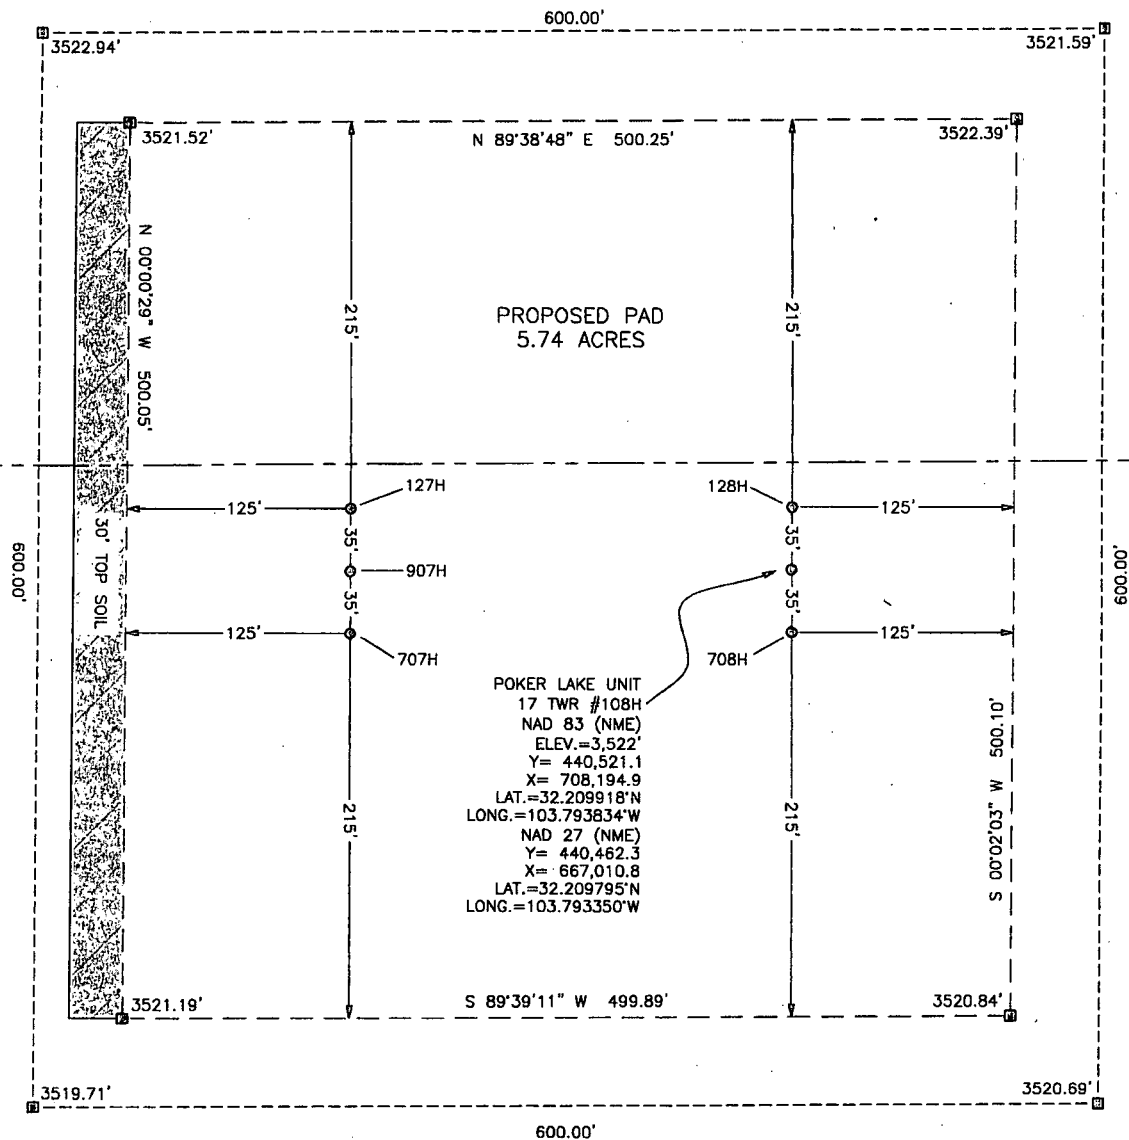 600.00'
3522.94'
3521.59'
3521.52'
N 89°38'48" E 500.25'
3522.39'
N 00°00'29" W 500.05'
215'
PROPOSED PAD
5.74 ACRES
215'
127H
128H
125'
125'
35'
35'
30' TOP SOIL
600.00'
600.00'
907H
35'
35'
125'
125'
707H
708H
POKER LAKE UNIT
17 TWR #108H
NAD 83 (NME)
ELEV.=3,522'
Y= 440,521.1
X= 708,194.9
LAT.=32.209918°N
LONG.=103.793834°W
NAD 27 (NME)
Y= 440,462.3
X= 667,010.8
LAT.=32.209795°N
LONG.=103.793350°W
215'
215'
S 00°02'03" W 500.10'
3521.19'
S 89°39'11" W 499.89'
3520.84'
3519.71'
3520.69'
600.00'